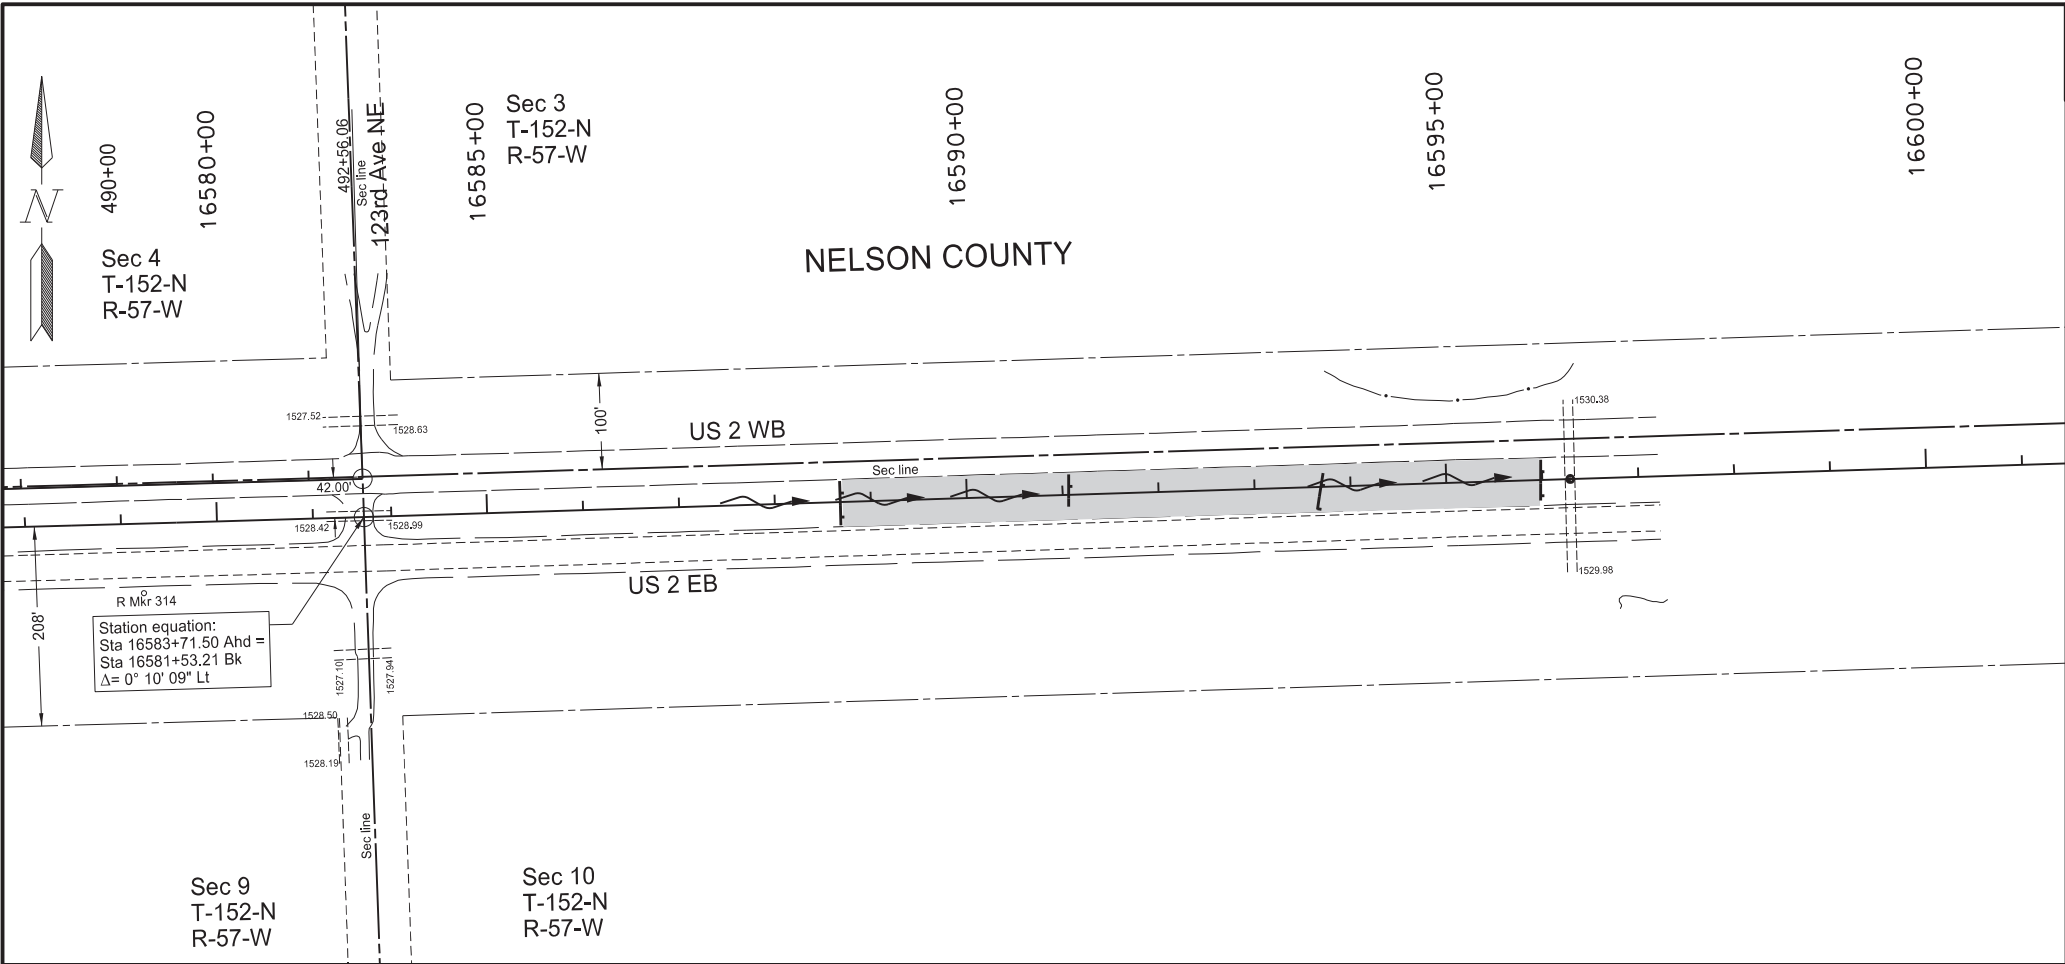 N
490+00
16580+00
492+56.06
Sec line
123rd Ave NE
16585+00
Sec 3
T-152-N
R-57-W
16590+00
16595+00
16600+00
Sec 4
T-152-N
R-57-W
NELSON COUNTY
1527.52
1528.63
100'
US 2 WB
1530.38
Sec line
42.00'
1528.42
1528.99
US 2 EB
1529.98
R Mkr 314
208'
Station equation:
Sta 16583+71.50 Ahd =
Sta 16581+53.21 Bk
Δ= 0° 10' 09" Lt
1527.10
1527.94
1528.50
1528.19
Sec line
Sec 9
T-152-N
R-57-W
Sec 10
T-152-N
R-57-W